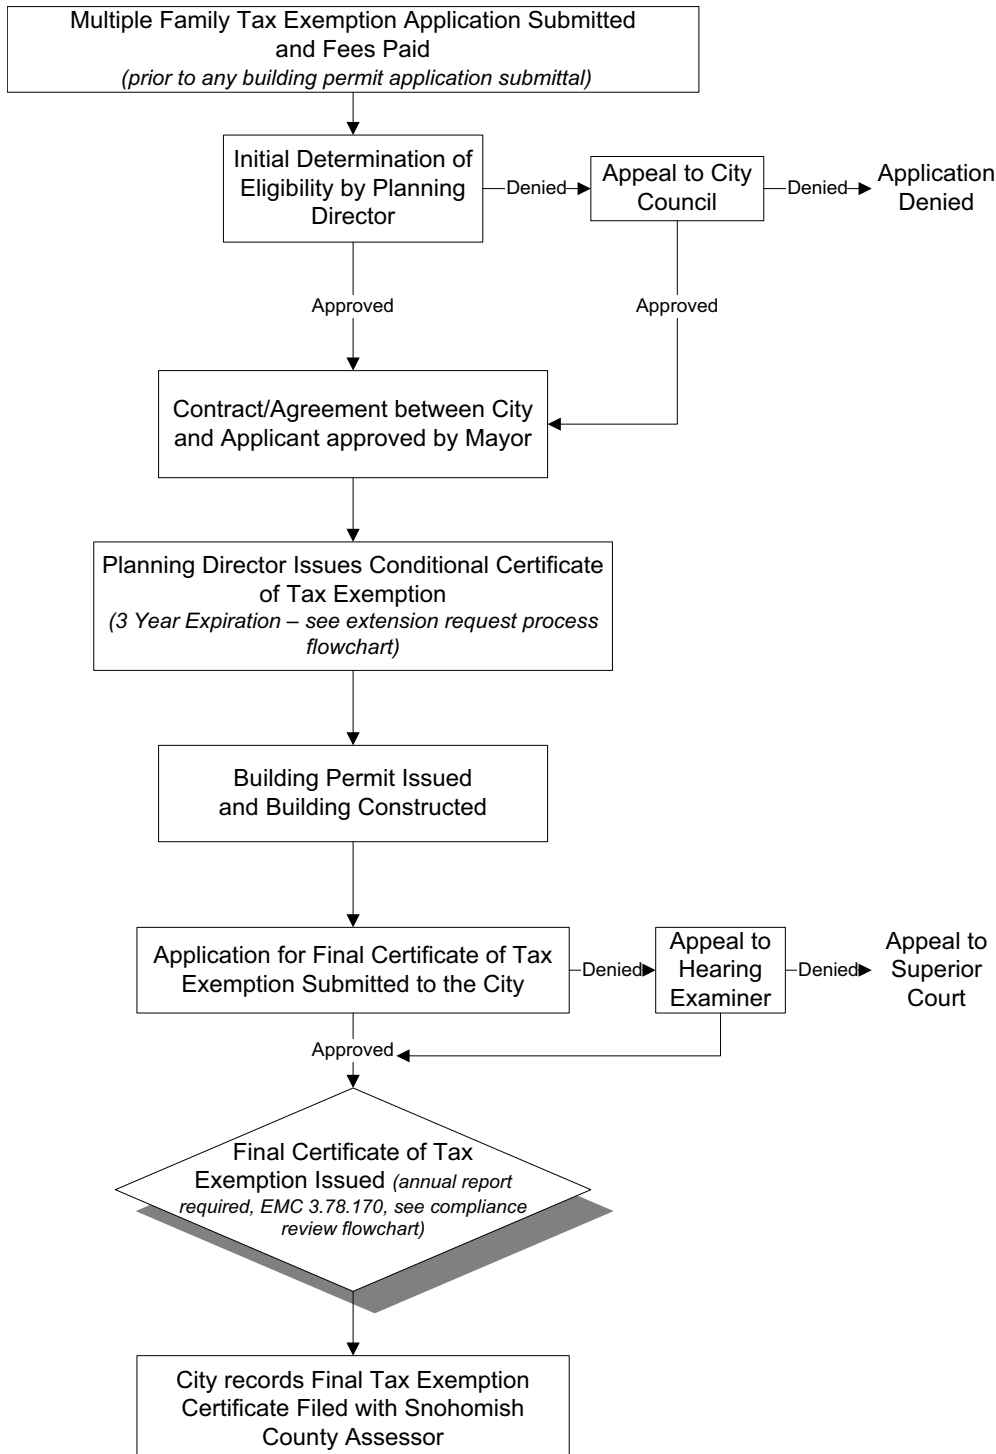 Multiple Family Tax Exemption Application Submitted
and Fees Paid
(prior to any building permit application submittal)
Initial Determination of
Eligibility by Planning
Director
Denied
Appeal to City
Council
Denied
Application
Denied
Approved
Approved
Contract/Agreement between City
and Applicant approved by Mayor
Planning Director Issues Conditional Certificate
of Tax Exemption
(3 Year Expiration – see extension request process
flowchart)
Building Permit Issued
and Building Constructed
Application for Final Certificate of Tax
Exemption Submitted to the City
Denied
Appeal to
Hearing
Examiner
Denied
Appeal to
Superior
Court
Approved
Final Certificate of Tax
Exemption Issued (annual report
required, EMC 3.78.170, see compliance
review flowchart)
City records Final Tax Exemption
Certificate Filed with Snohomish
County Assessor